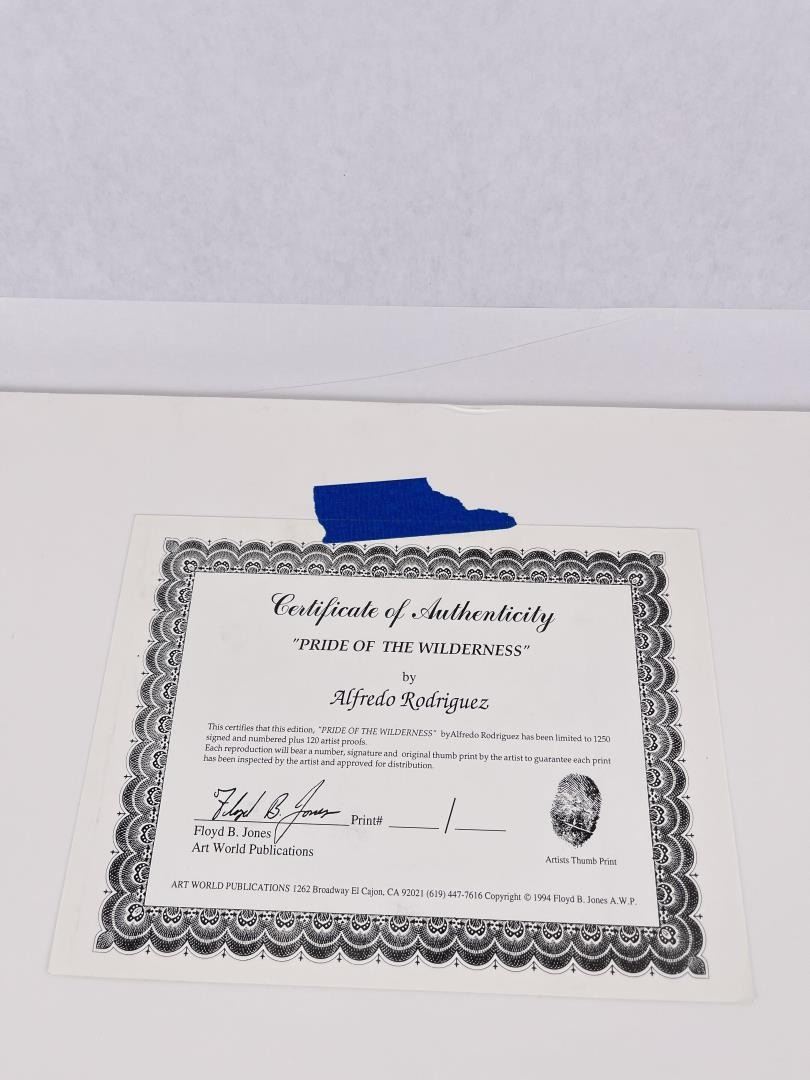 Certificate of Authenticity
"PRIDE OF THE WILDERNESS"
by
Alfredo Rodriguez
This certifies that this edition, "PRIDE OF THE WILDERNESS" byAlfredo Rodriguez has been limited to 1250
signed and numbered plus 120 artist proofs.
Each reproduction will bear a number, signature and original thumb print by the artist to guarantee each print
has been inspected by the artist and approved for distribution.
Floyd B. Jones
Print# ______ / ______
Floyd B. Jones
Art World Publications
Artists Thumb Print
ART WORLD PUBLICATIONS 1262 Broadway El Cajon, CA 92021 (619) 447-7616 Copyright © 1994 Floyd B. Jones A.W.P.